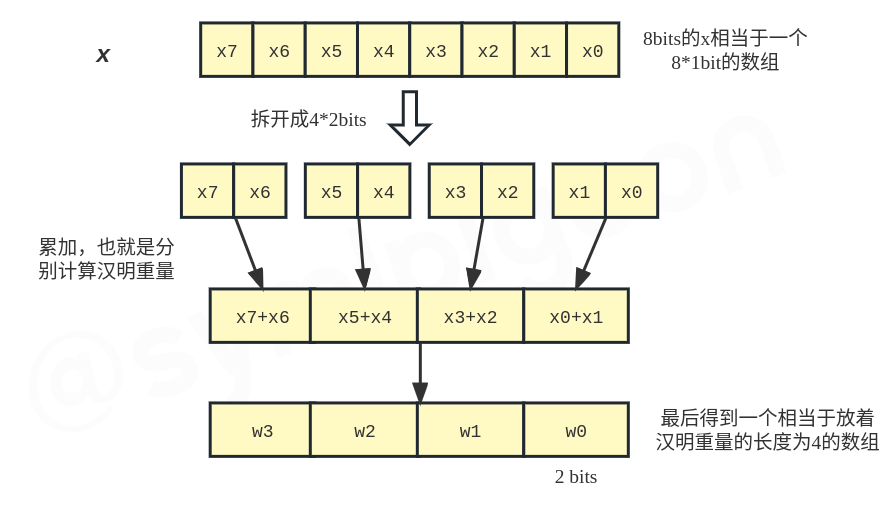 x
x7 x6 x5 x4 x3 x2 x1 x0
8bits的x相当于一个
8*1bit的数组
拆开成4*2bits
x7 x6 x5 x4 x3 x2 x1 x0
累加，也就是分
别计算汉明重量
x7+x6 x5+x4 x3+x2 x0+x1
w3 w2 w1 w0
最后得到一个相当于放着
汉明重量的长度为4的数组
2 bits